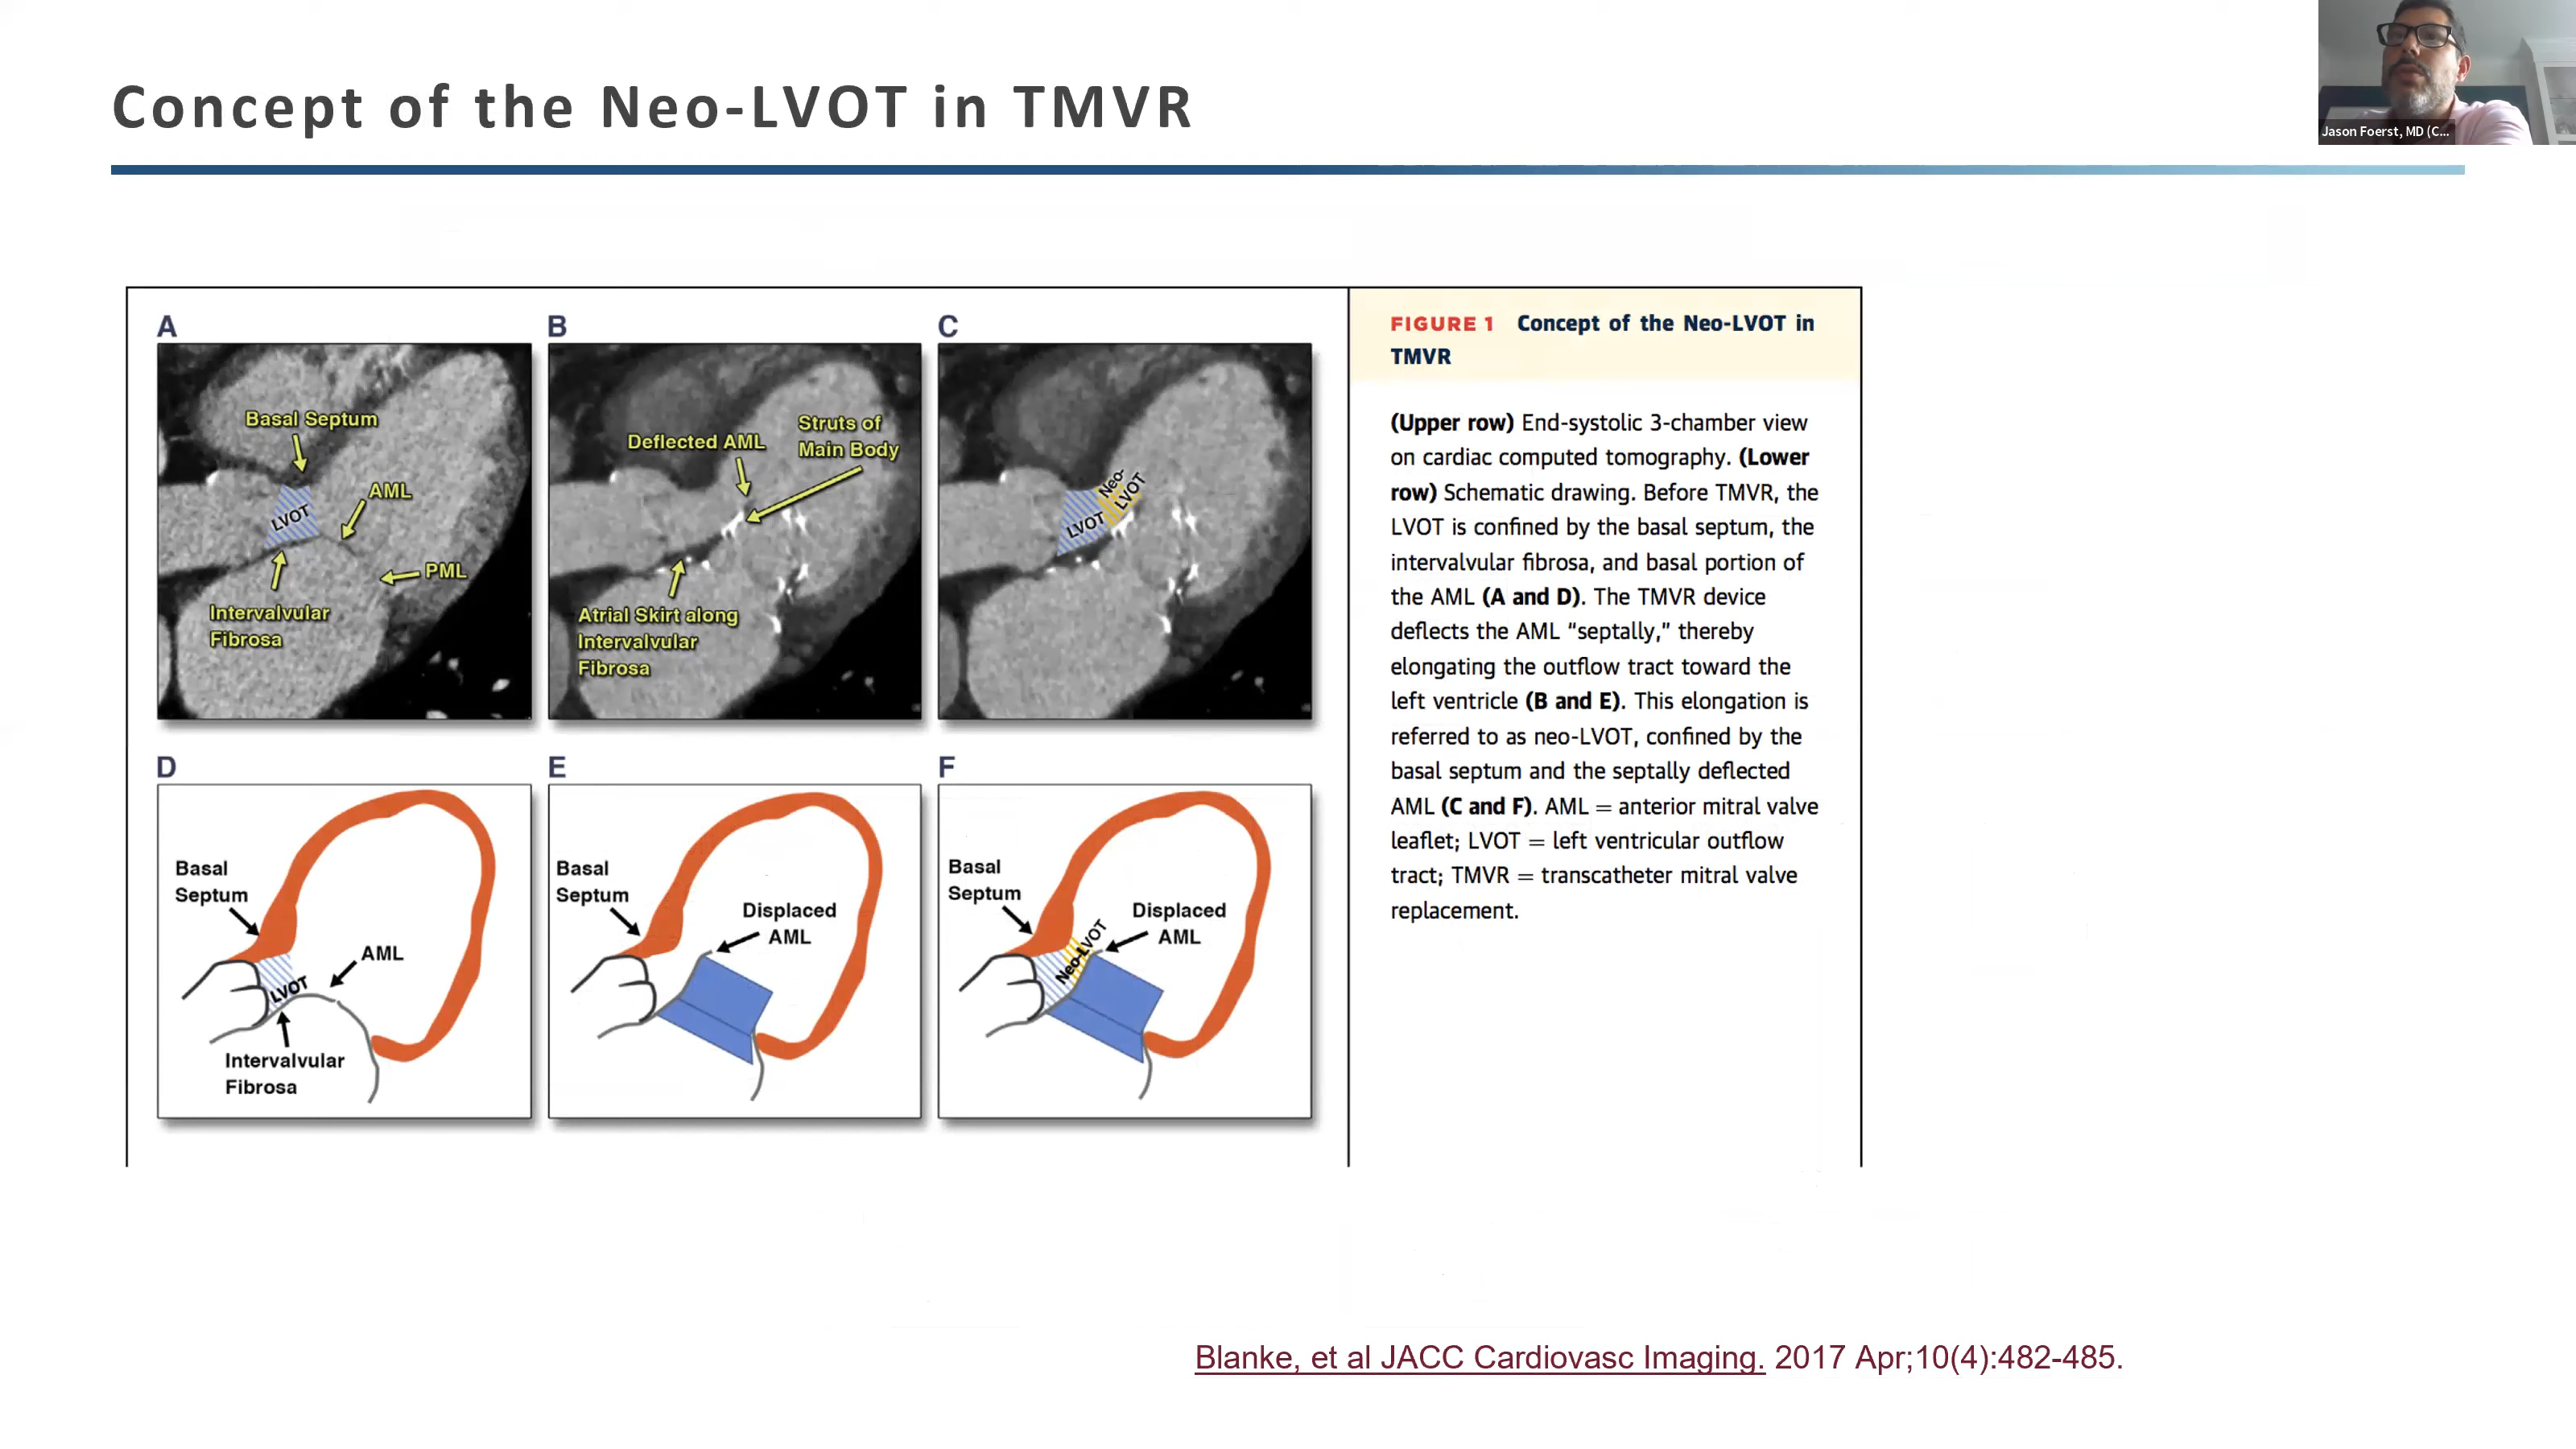 Concept of the Neo-LVOT in TMVR
Jason Foerst, MD (C...
A
Basal Septum
LVOT
AML
PML
Intervalvular
Fibrosa
B
Deflected AML
Struts of
Main Body
Atrial Skirt along
Intervalvular
Fibrosa
C
Neo-
LVOT
LVOT
D
Basal
Septum
AML
LVOT
Intervalvular
Fibrosa
E
Basal
Septum
Displaced
AML
F
Basal
Septum
Neo-LVOT
Displaced
AML
FIGURE 1 Concept of the Neo-LVOT in
TMVR
(Upper row) End-systolic 3-chamber view
on cardiac computed tomography. (Lower
row) Schematic drawing. Before TMVR, the
LVOT is confined by the basal septum, the
intervalvular fibrosa, and basal portion of
the AML (A and D). The TMVR device
deflects the AML “septally,” thereby
elongating the outflow tract toward the
left ventricle (B and E). This elongation is
referred to as neo-LVOT, confined by the
basal septum and the septally deflected
AML (C and F). AML = anterior mitral valve
leaflet; LVOT = left ventricular outflow
tract; TMVR = transcatheter mitral valve
replacement.
Blanke, et al JACC Cardiovasc Imaging. 2017 Apr;10(4):482-485.